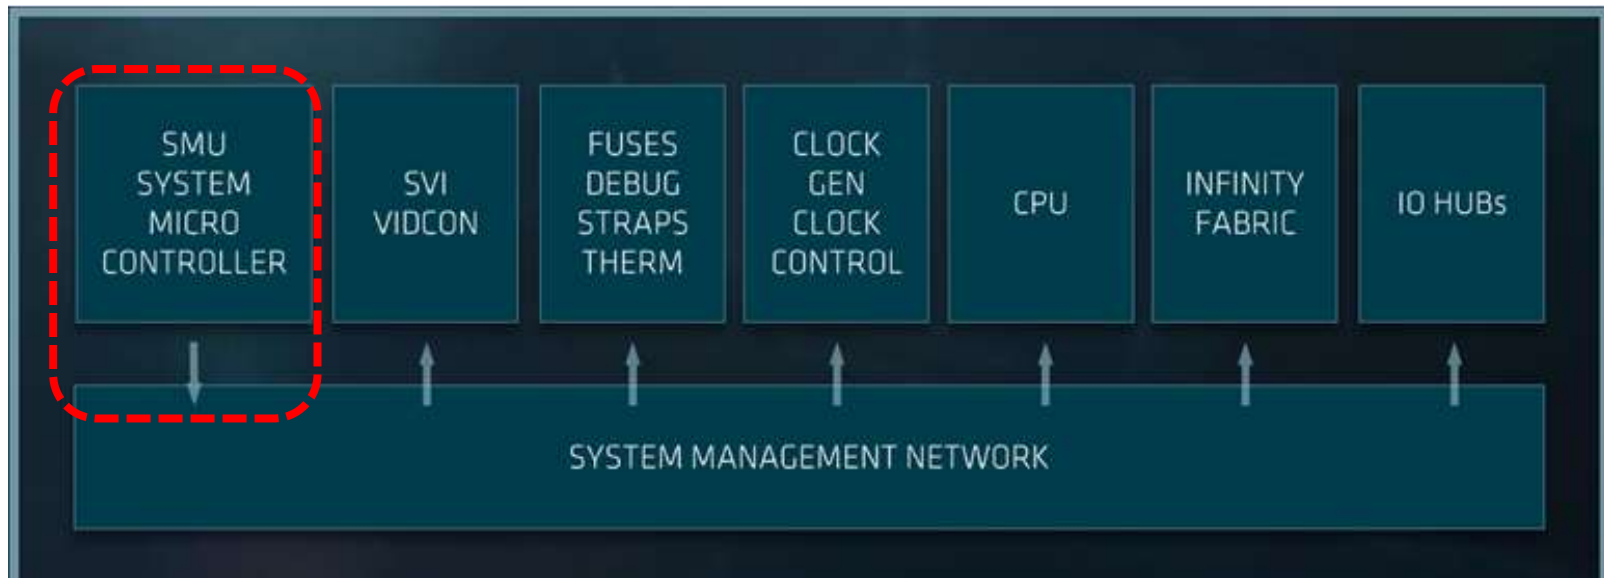 SMU
SYSTEM
MICRO
CONTROLLER
SVI
VIDCON
FUSES
DEBUG
STRAPS
THERM
CLOCK
GEN
CLOCK
CONTROL
CPU
INFINITY
FABRIC
IO HUBs
SYSTEM MANAGEMENT NETWORK